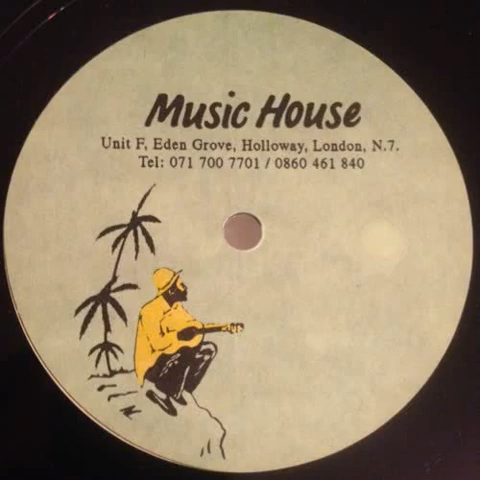 Music House
Unit F, Eden Grove, Holloway, London, N.7.
Tel: 071 700 7701 / 0860 461 840